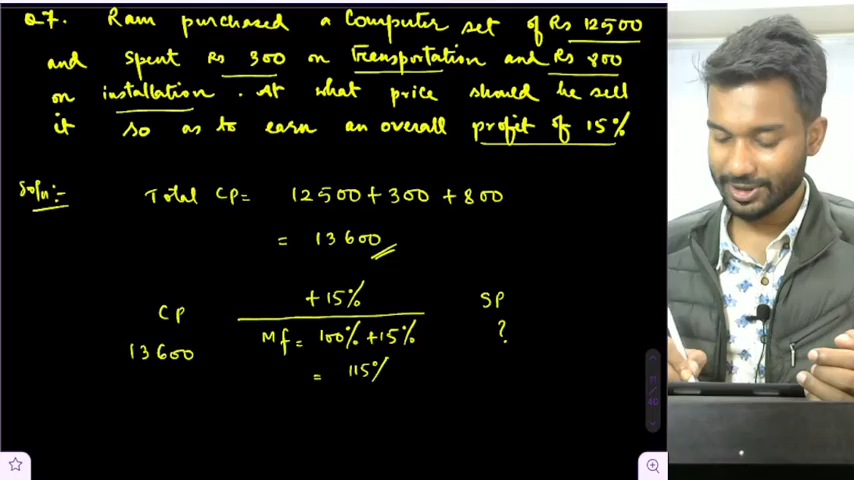 Q7. Ram purchased a Computer set of Rs 12500
and spent Rs 300 on transportation and Rs 800
on installation. At what price should he sell
it so as to earn an overall profit of 15%
Soln:-
Total CP= 12500+300+800
= 13600
+15%
CP SP
Mf= 100%+15%
13600 ?
= 115%
11
/
40